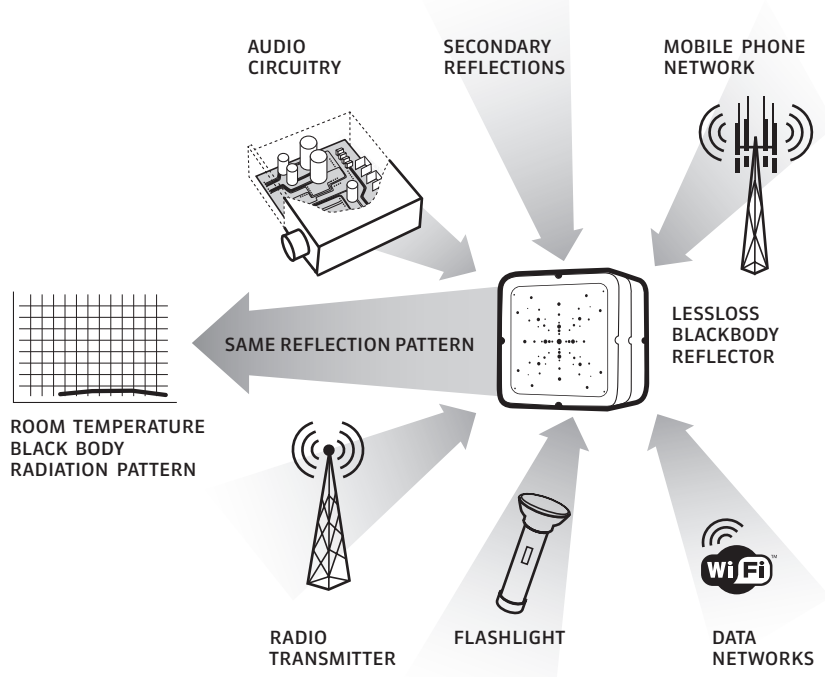 AUDIO
CIRCUITRY
SECONDARY
REFLECTIONS
MOBILE PHONE
NETWORK
LESSLOSS
BLACKBODY
REFLECTOR
SAME REFLECTION PATTERN
ROOM TEMPERATURE
BLACK BODY
RADIATION PATTERN
RADIO
TRANSMITTER
FLASHLIGHT
Wi Fi™
DATA
NETWORKS